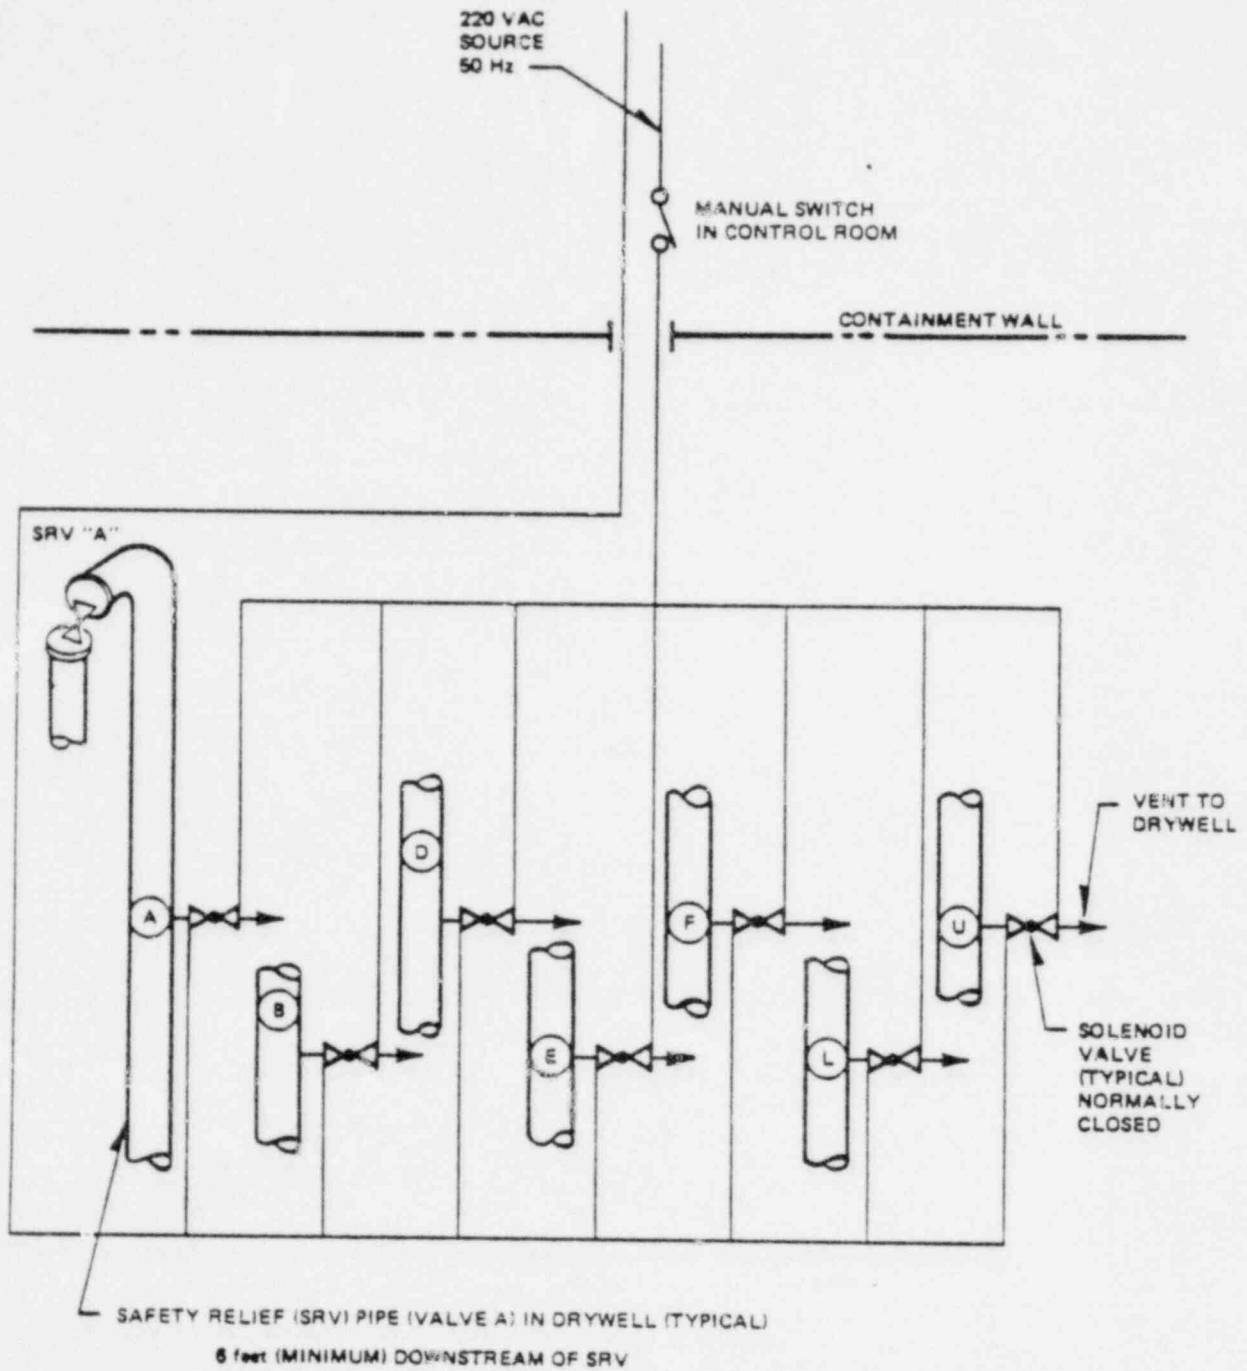 220 VAC
SOURCE
50 Hz
MANUAL SWITCH
IN CONTROL ROOM
CONTAINMENT WALL
SRV "A"
VENT TO
DRYWELL
D
A
F
U
B
E
L
SOLENOID
VALVE
(TYPICAL)
NORMALLY
CLOSED
SAFETY RELIEF (SRV) PIPE (VALVE A) IN DRYWELL (TYPICAL)
6 feet (MINIMUM) DOWNSTREAM OF SRV